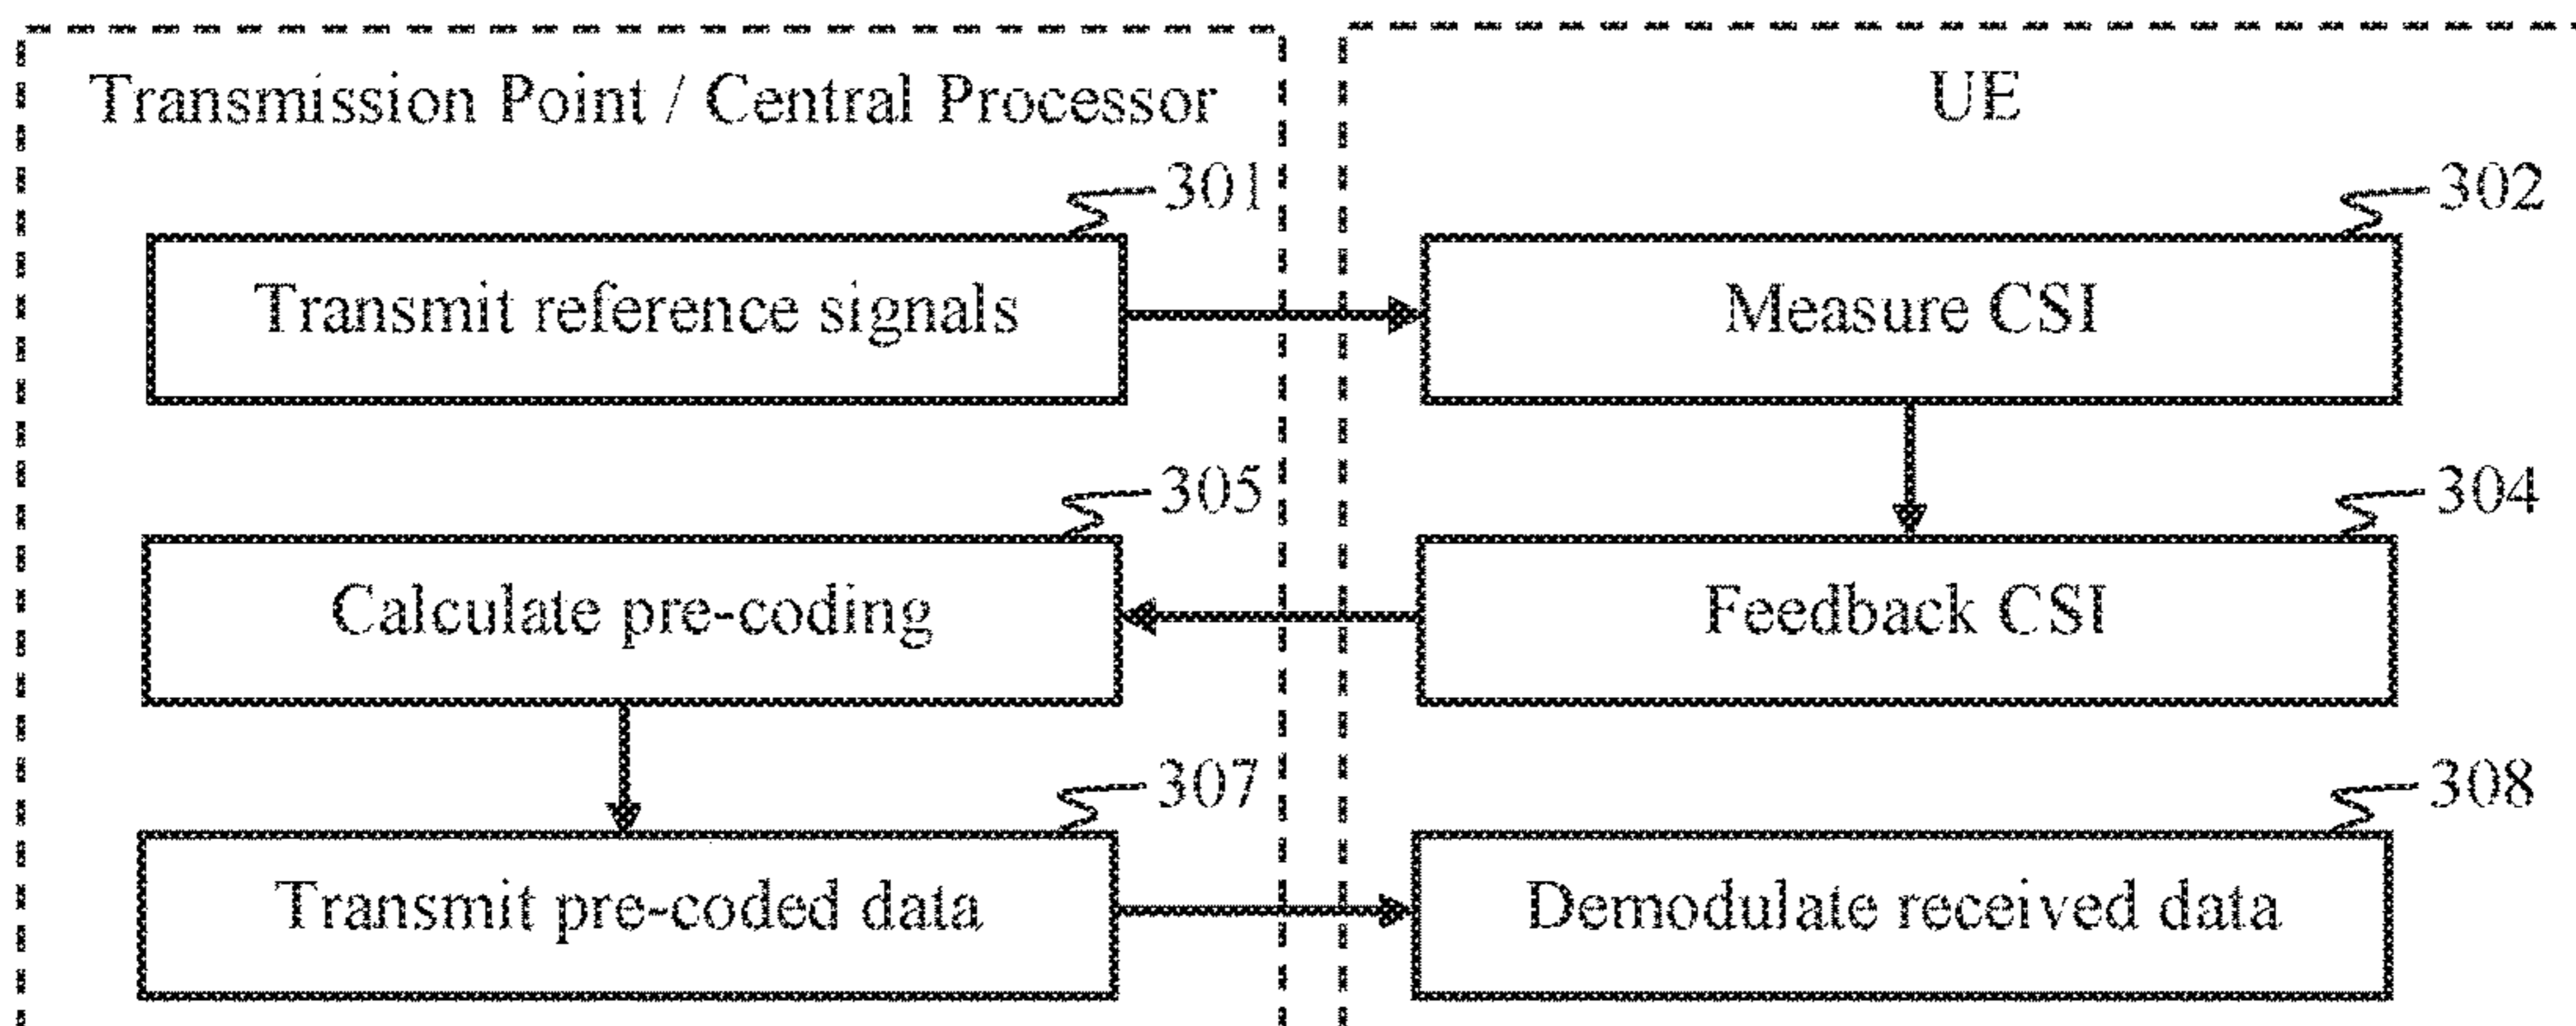 Transmission Point / Central Processor
UE
301
302
Transmit reference signals
Measure CSI
305
304
Calculate pre-coding
Feedback CSI
307
308
Transmit pre-coded data
Demodulate received data